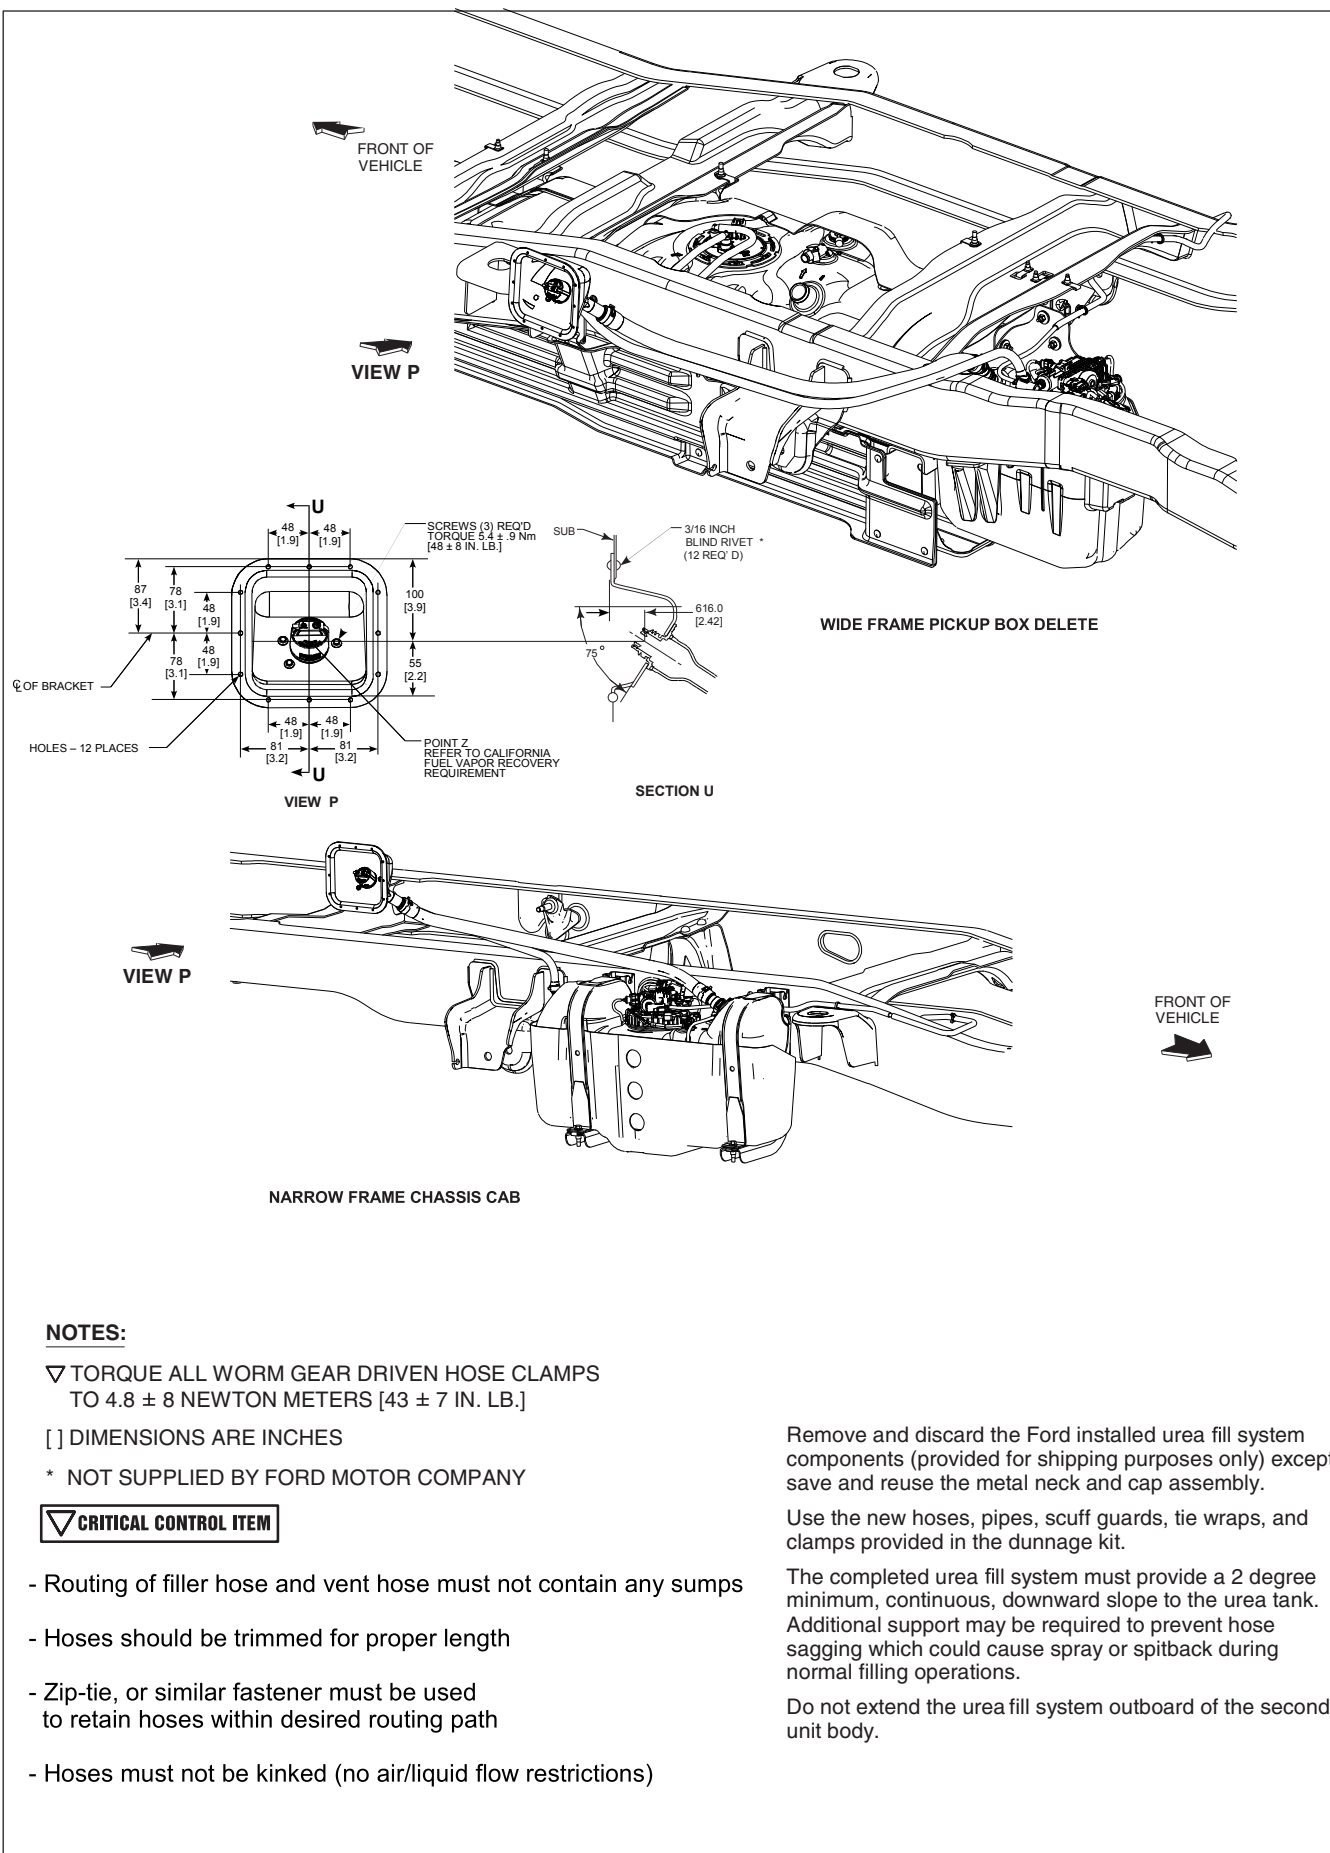 FRONT OF
VEHICLE
VIEW P
U
48
[1.9]
48
[1.9]
SCREWS (3) REQ'D
TORQUE 5.4 ± .9 Nm
[48 ± 8 IN. LB.]
87
[3.4]
78
[3.1]
48
[1.9]
100
[3.9]
48
[1.9]
78
[3.1]
55
[2.2]
℄ OF BRACKET
HOLES – 12 PLACES
48
[1.9]
48
[1.9]
81
[3.2]
81
[3.2]
U
POINT Z
REFER TO CALIFORNIA
FUEL VAPOR RECOVERY
REQUIREMENT
VIEW P
SUB
3/16 INCH
BLIND RIVET *
(12 REQ' D)
616.0
[2.42]
75°
SECTION U
WIDE FRAME PICKUP BOX DELETE
VIEW P
FRONT OF
VEHICLE
NARROW FRAME CHASSIS CAB
NOTES:
▽ TORQUE ALL WORM GEAR DRIVEN HOSE CLAMPS
TO 4.8 ± 8 NEWTON METERS [43 ± 7 IN. LB.]
[ ] DIMENSIONS ARE INCHES
* NOT SUPPLIED BY FORD MOTOR COMPANY
▽ CRITICAL CONTROL ITEM
- Routing of filler hose and vent hose must not contain any sumps
- Hoses should be trimmed for proper length
- Zip-tie, or similar fastener must be used
to retain hoses within desired routing path
- Hoses must not be kinked (no air/liquid flow restrictions)
Remove and discard the Ford installed urea fill system
components (provided for shipping purposes only) except
save and reuse the metal neck and cap assembly.
Use the new hoses, pipes, scuff guards, tie wraps, and
clamps provided in the dunnage kit.
The completed urea fill system must provide a 2 degree
minimum, continuous, downward slope to the urea tank.
Additional support may be required to prevent hose
sagging which could cause spray or spitback during
normal filling operations.
Do not extend the urea fill system outboard of the second
unit body.